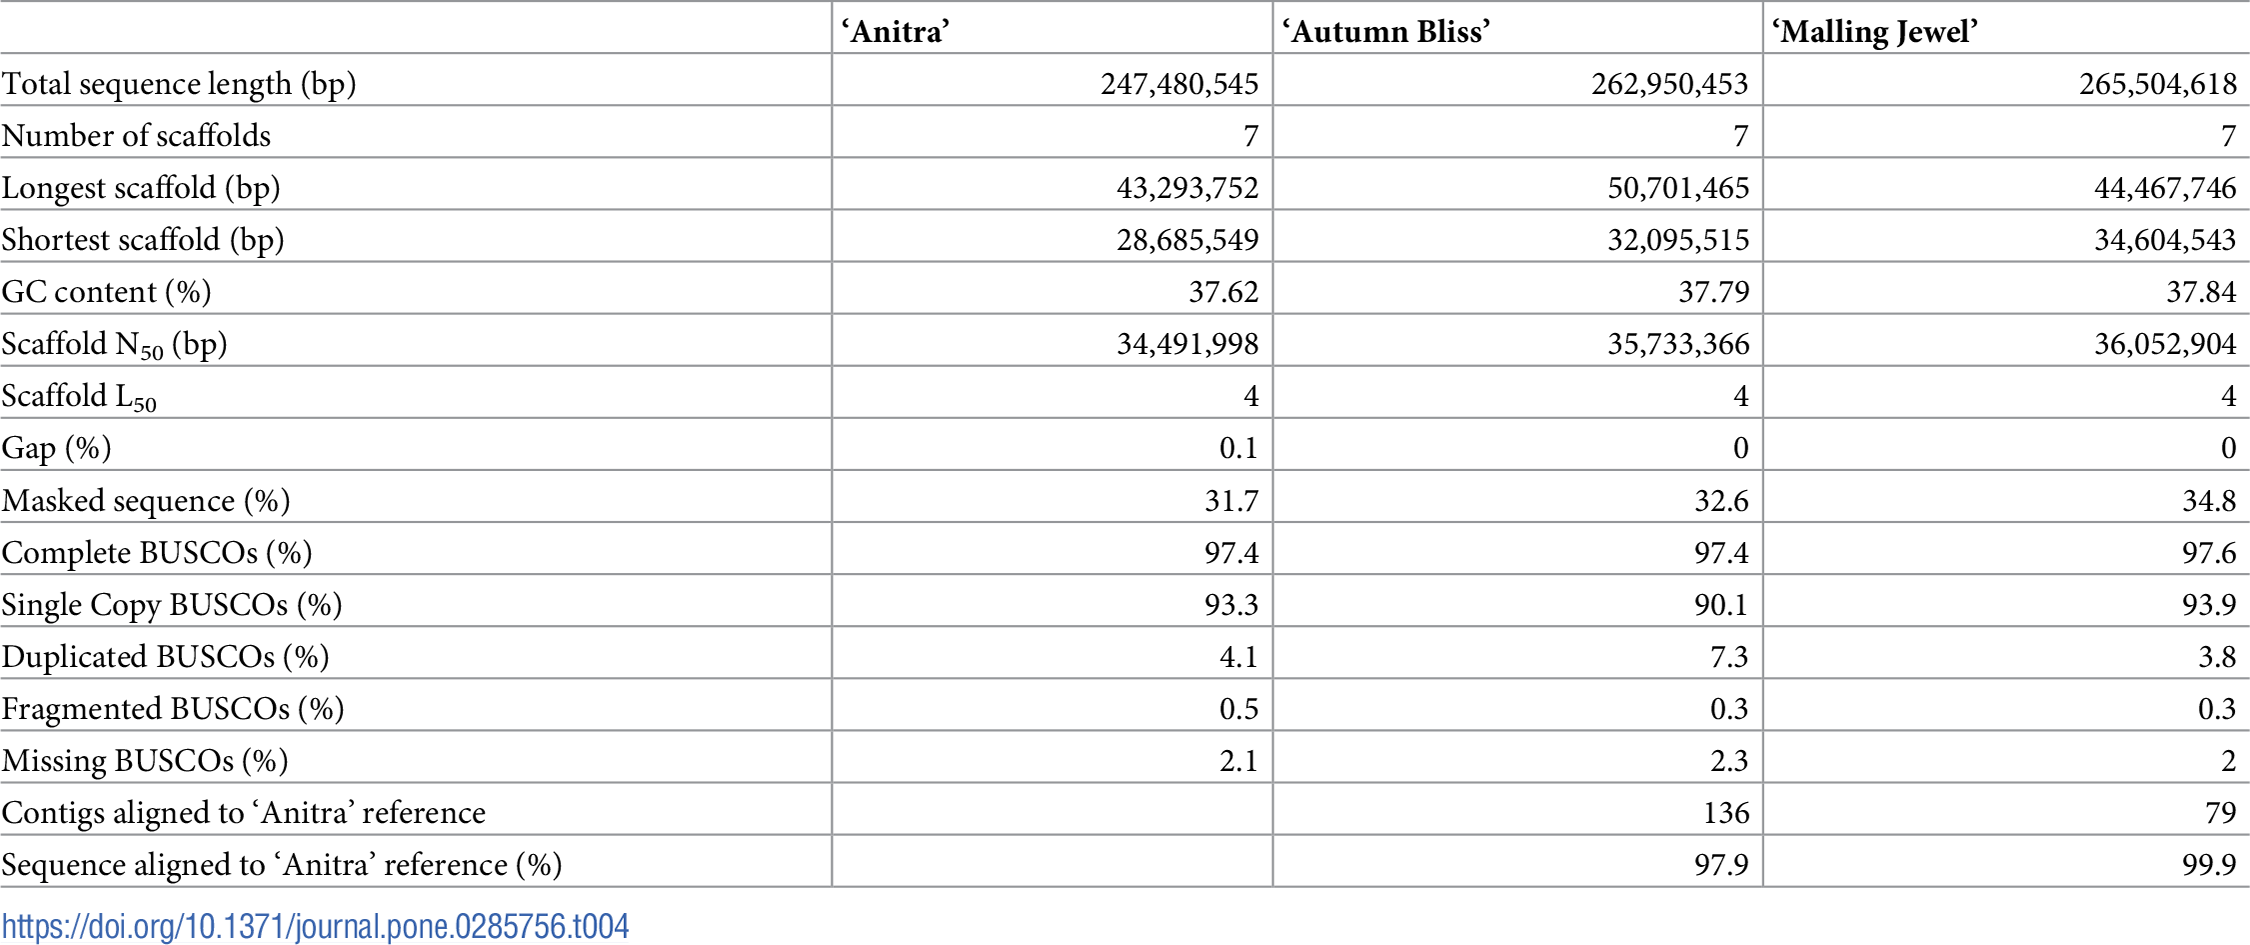 ‘Anitra’ ‘Autumn Bliss’ ‘Malling Jewel’
Total sequence length (bp) 247,480,545 262,950,453 265,504,618
Number of scaffolds 7 7 7
Longest scaffold (bp) 43,293,752 50,701,465 44,467,746
Shortest scaffold (bp) 28,685,549 32,095,515 34,604,543
GC content (%) 37.62 37.79 37.84
Scaffold N50 (bp) 34,491,998 35,733,366 36,052,904
Scaffold L50 4 4 4
Gap (%) 0.1 0 0
Masked sequence (%) 31.7 32.6 34.8
Complete BUSCOs (%) 97.4 97.4 97.6
Single Copy BUSCOs (%) 93.3 90.1 93.9
Duplicated BUSCOs (%) 4.1 7.3 3.8
Fragmented BUSCOs (%) 0.5 0.3 0.3
Missing BUSCOs (%) 2.1 2.3 2
Contigs aligned to ‘Anitra’ reference 136 79
Sequence aligned to ‘Anitra’ reference (%) 97.9 99.9
https://doi.org/10.1371/journal.pone.0285756.t004